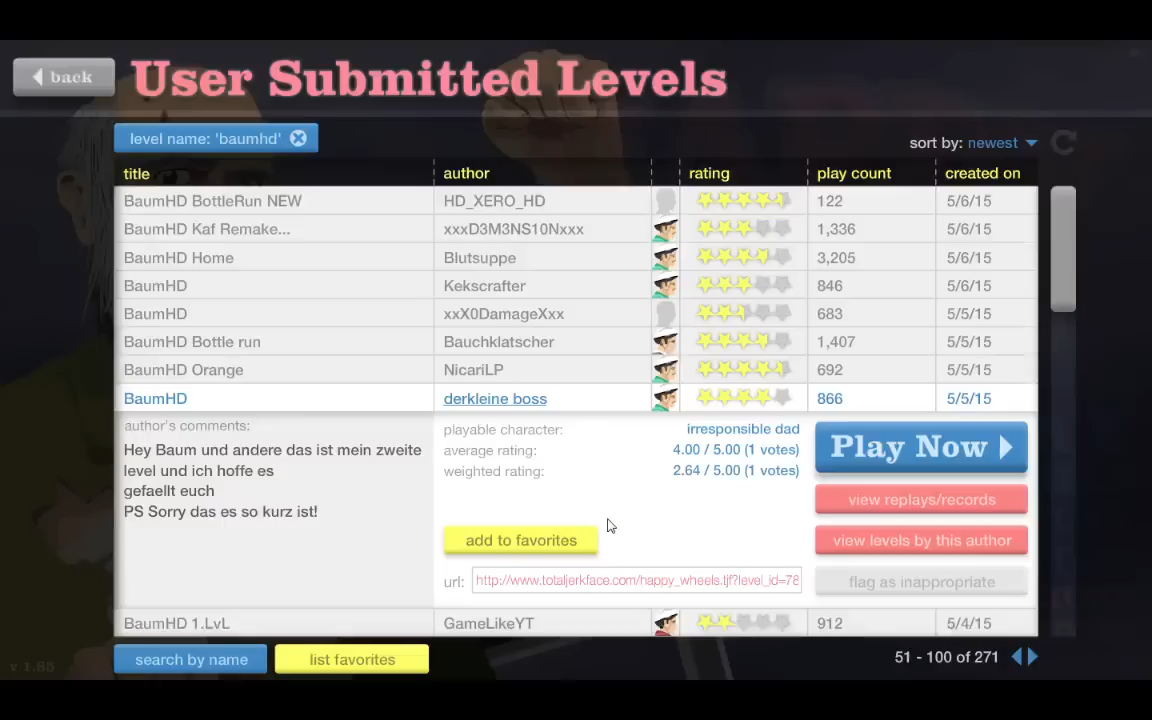 back
User Submitted Levels
level name: 'baumhd'
sort by: newest
title author rating play count created on
BaumHD BottleRun NEW HD_XERO_HD 122 5/6/15
BaumHD Kaf Remake... xxxD3M3NS10Nxxx 1,336 5/6/15
BaumHD Home Blutsuppe 3,205 5/6/15
BaumHD Kekscrafter 846 5/6/15
BaumHD xxX0DamageXxx 683 5/5/15
BaumHD Bottle run Bauchklatscher 1,407 5/5/15
BaumHD Orange NicariLP 692 5/5/15
BaumHD derkleine boss 866 5/5/15
author's comments:
Hey Baum und andere das ist mein zweite
level und ich hoffe es
gefaellt euch
PS Sorry das es so kurz ist!
playable character: irresponsible dad
average rating: 4.00 / 5.00 (1 votes)
weighted rating: 2.64 / 5.00 (1 votes)
add to favorites
url: http://www.totaljerkface.com/happy_wheels.tjf?level_id=78
Play Now
view replays/records
view levels by this author
flag as inappropriate
BaumHD 1.LvL GameLikeYT 912 5/4/15
v 1.85
search by name
list favorites
51 - 100 of 271